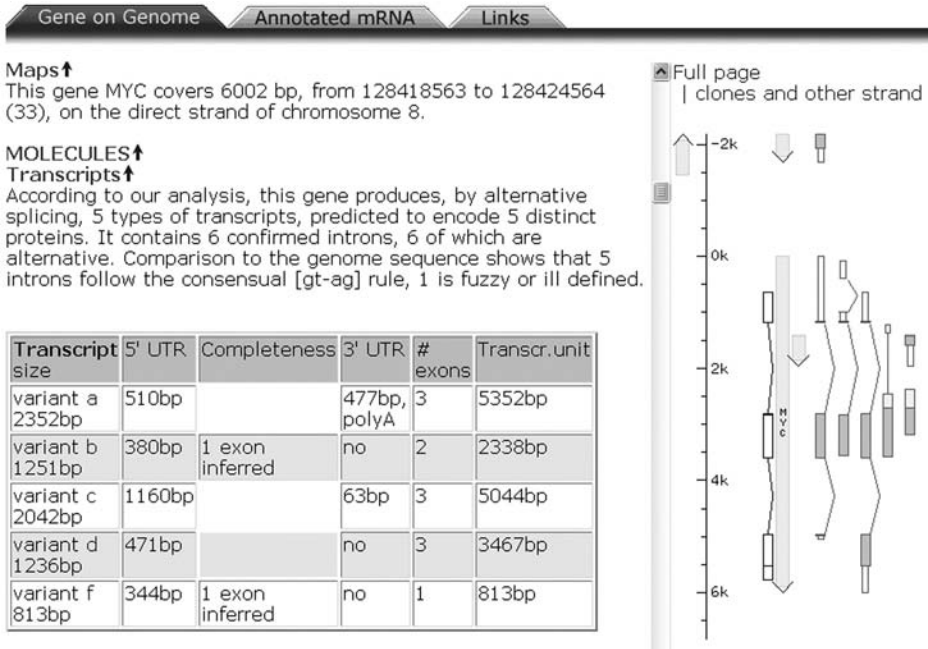 Gene on Genome Annotated mRNA Links
Maps↑
This gene MYC covers 6002 bp, from 128418563 to 128424564
(33), on the direct strand of chromosome 8.
MOLECULES↑
Transcripts↑
According to our analysis, this gene produces, by alternative
splicing, 5 types of transcripts, predicted to encode 5 distinct
proteins. It contains 6 confirmed introns, 6 of which are
alternative. Comparison to the genome sequence shows that 5
introns follow the consensual [gt-ag] rule, 1 is fuzzy or ill defined.
Transcript 5' UTR Completeness 3' UTR # Transcr.unit
size exons
variant a 510bp 477bp, 3 5352bp
2352bp polyA
variant b 380bp 1 exon no 2 2338bp
1251bp inferred
variant c 1160bp 63bp 3 5044bp
2042bp
variant d 471bp no 3 3467bp
1236bp
variant f 344bp 1 exon no 1 813bp
813bp inferred
Full page
| clones and other strand
-2k
0k
2k
MYC
4k
6k